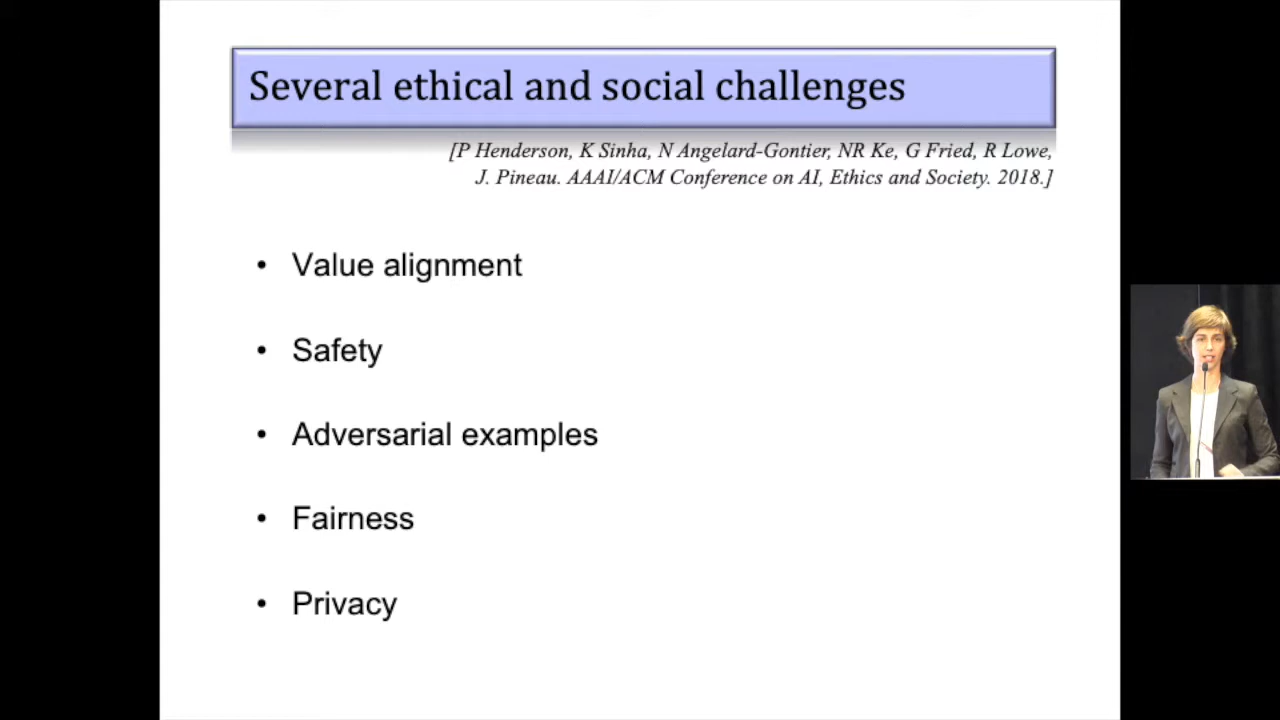 Several ethical and social challenges
[P Henderson, K Sinha, N Angelard-Gontier, NR Ke, G Fried, R Lowe,
J. Pineau. AAAI/ACM Conference on AI, Ethics and Society. 2018.]
• Value alignment
• Safety
• Adversarial examples
• Fairness
• Privacy